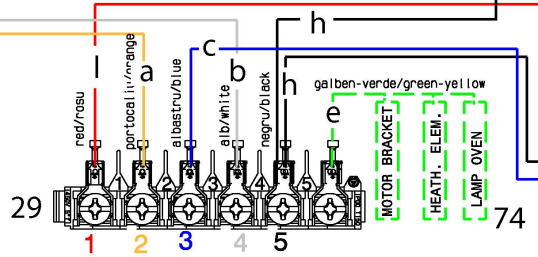 h
c
l
a
b
h
e
red/rosu
portocaliu/orange
albastru/blue
alb/white
negru/black
galben-verde/green-yellow
MOTOR BRACKET
HEATH. ELEM.
LAMP OVEN
1 2 3 4 5
29
74
1 2 3 4 5